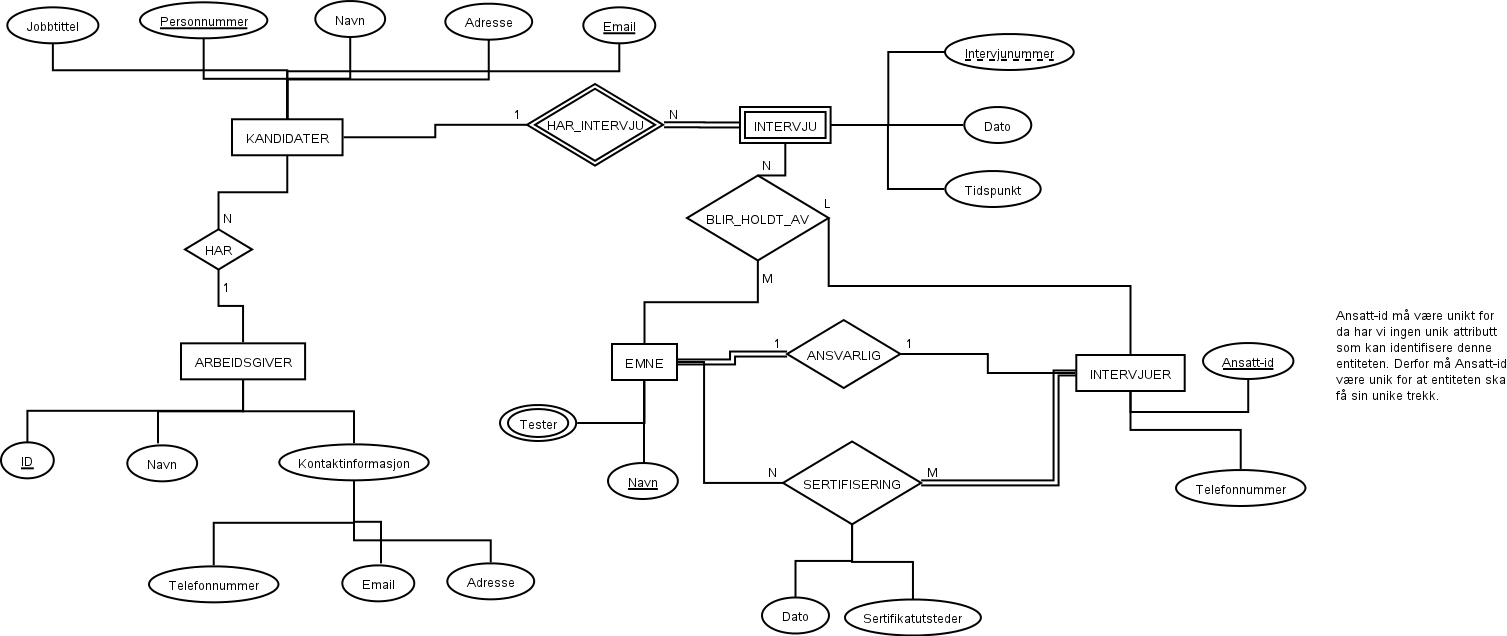 Jobbtittel
Personnummer
Navn
Adresse
Email
Intervjunummer
1
HAR_INTERVJU
N
INTERVJU
Dato
KANDIDATER
N
Tidspunkt
L
BLIR_HOLDT_AV
N
HAR
M
1
Ansatt-id må være unikt for
da har vi ingen unik attributt
som kan identifisere denne
entiteten. Derfor må Ansatt-id
være unik for at entiteten ska
få sin unike trekk.
ARBEIDSGIVER
EMNE
1
ANSVARLIG
1
INTERVJUER
Ansatt-id
Tester
ID
Navn
Kontaktinformasjon
Navn
N
SERTIFISERING
M
Telefonnummer
Telefonnummer
Email
Adresse
Dato
Sertifikatutsteder